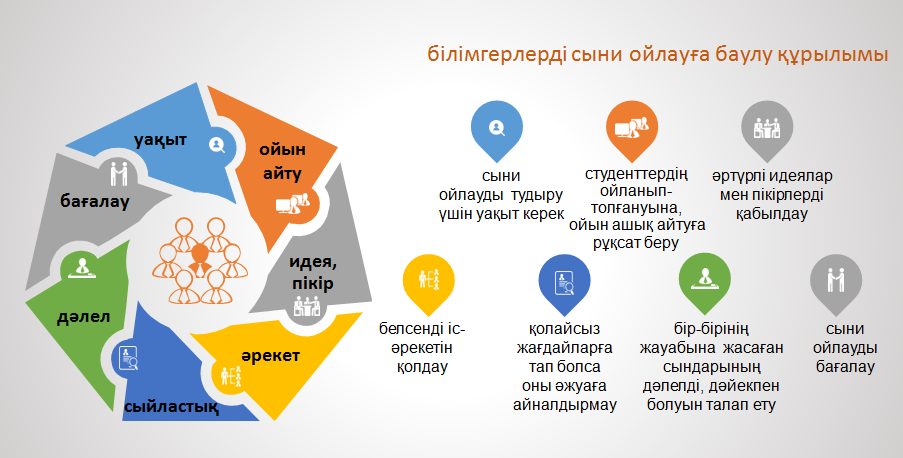 білімгерлерді сыни ойлауға баулу құрылымы
уақыт
ойын
айту
бағалау
идея,
пікір
дәлел
әрекет
сыйластық
сыни
ойлауды тудыру
үшін уақыт керек
студенттердің
ойланып-
толғануына,
ойын ашық айтуға
рұқсат беру
әртүрлі идеялар
мен пікірлерді
қабылдау
белсенді іс-
әрекетін
қолдау
қолайсыз
жағдайларға
тап болса
оны әжуаға
айналдырмау
бір-бірінің
жауабына жасаған
сындарының
дәлелді, дәйекпен
болуын талап ету
сыни
ойлауды
бағалау